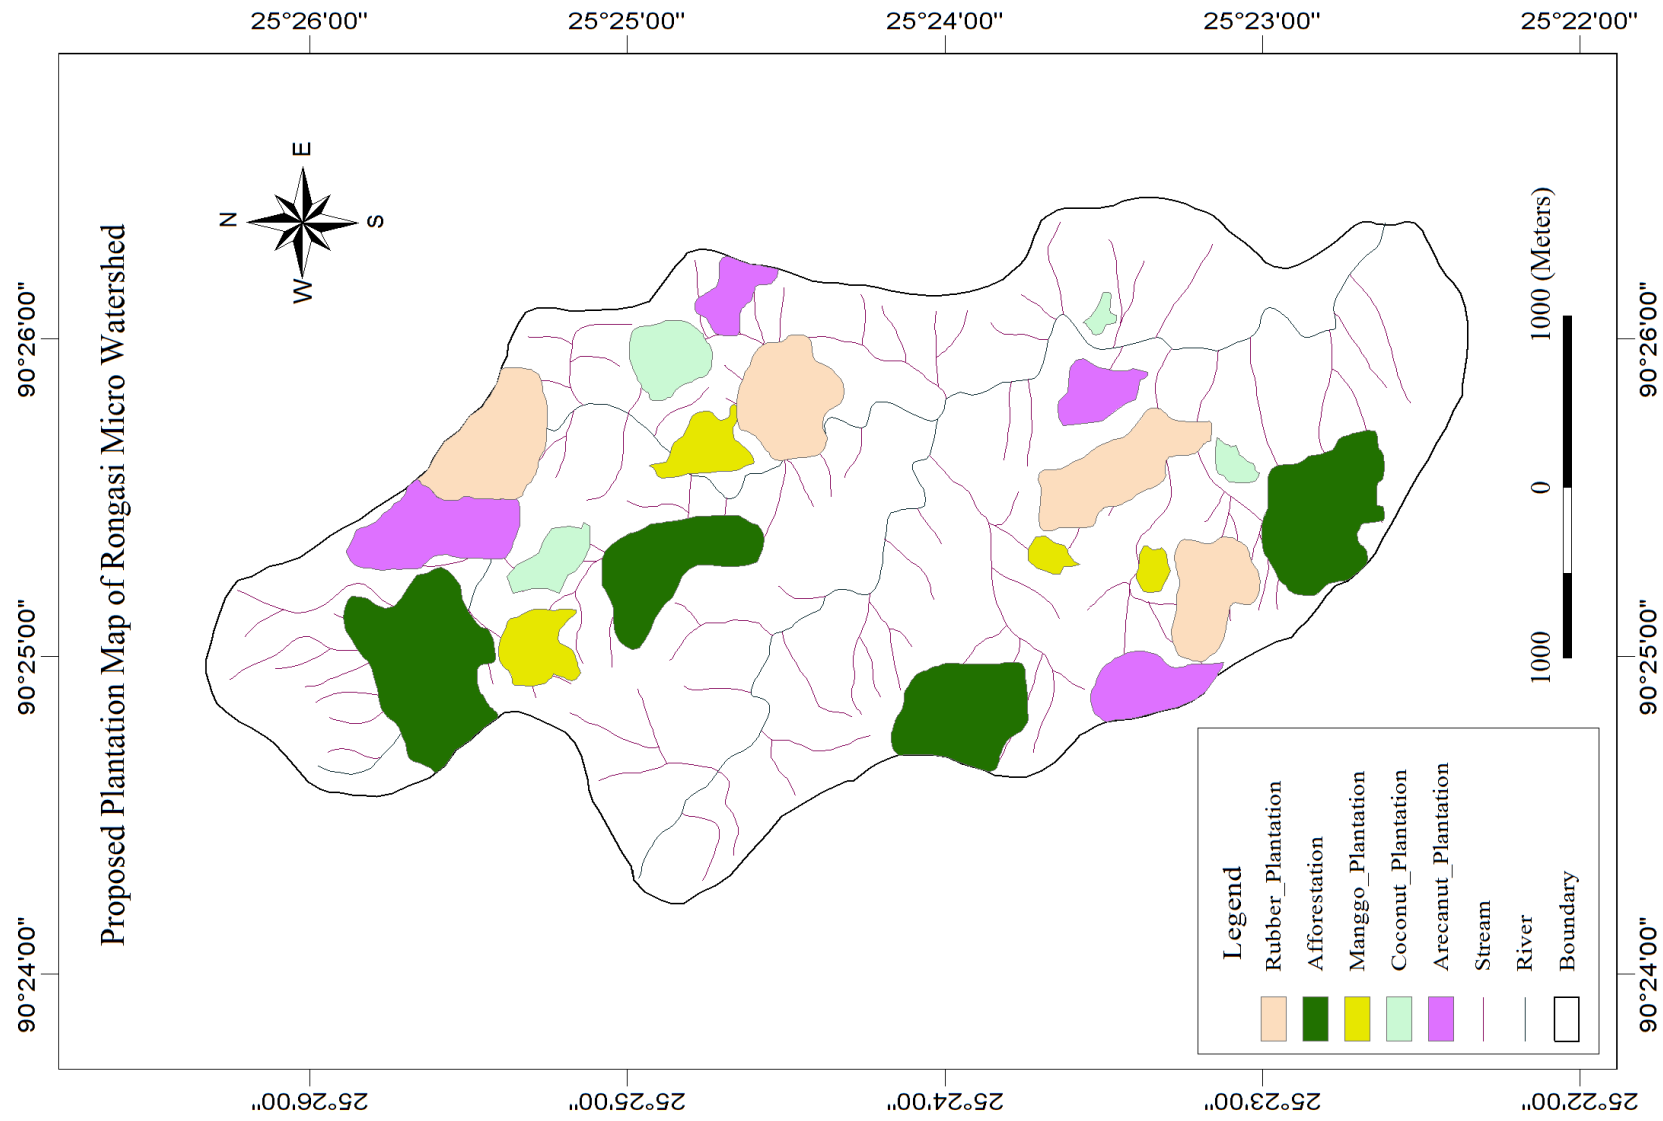 25°26'00" 25°25'00" 25°24'00" 25°23'00" 25°22'00"
Proposed Plantation Map of Rongasi Micro Watershed
N
E
S
W
90°26'00"
90°25'00"
90°24'00"
90°26'00"
90°25'00"
90°24'00"
1000 0 1000 (Meters)
Legend
Rubber_Plantation
Afforestation
Manggo_Plantation
Coconut_Plantation
Arecanut_Plantation
Stream
River
Boundary
25°26'00" 25°25'00" 25°24'00" 25°23'00" 25°22'00"